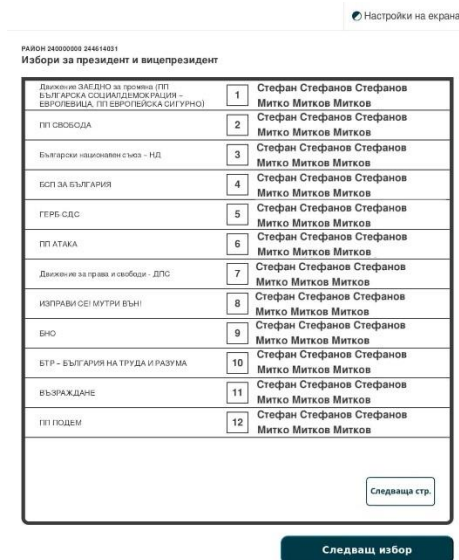 Настройки на екрана
РАЙОН 240000000 244614031
Избори за президент и вицепрезидент
Движение ЗАЕДНО за промяна (ПП
БЪЛГАРСКА СОЦИАЛДЕМОКРАЦИЯ –
ЕВРОЛЕВИЦА, ПП ЕВРОПЕЙСКА СИГУРНО)
1
Стефан Стефанов Стефанов
Митко Митков Митков
ПП СВОБОДА
2
Стефан Стефанов Стефанов
Митко Митков Митков
Български национален съюз – НД
3
Стефан Стефанов Стефанов
Митко Митков Митков
БСП ЗА БЪЛГАРИЯ
4
Стефан Стефанов Стефанов
Митко Митков Митков
ГЕРБ-СДС
5
Стефан Стефанов Стефанов
Митко Митков Митков
ПП АТАКА
6
Стефан Стефанов Стефанов
Митко Митков Митков
Движение за права и свободи - ДПС
7
Стефан Стефанов Стефанов
Митко Митков Митков
ИЗПРАВИ СЕ! МУТРИ ВЪН!
8
Стефан Стефанов Стефанов
Митко Митков Митков
БНО
9
Стефан Стефанов Стефанов
Митко Митков Митков
БТР – БЪЛГАРИЯ НА ТРУДА И РАЗУМА
10
Стефан Стефанов Стефанов
Митко Митков Митков
ВЪЗРАЖДАНЕ
11
Стефан Стефанов Стефанов
Митко Митков Митков
ПП ПОДЕМ
12
Стефан Стефанов Стефанов
Митко Митков Митков
Следваща стр.
Следващ избор